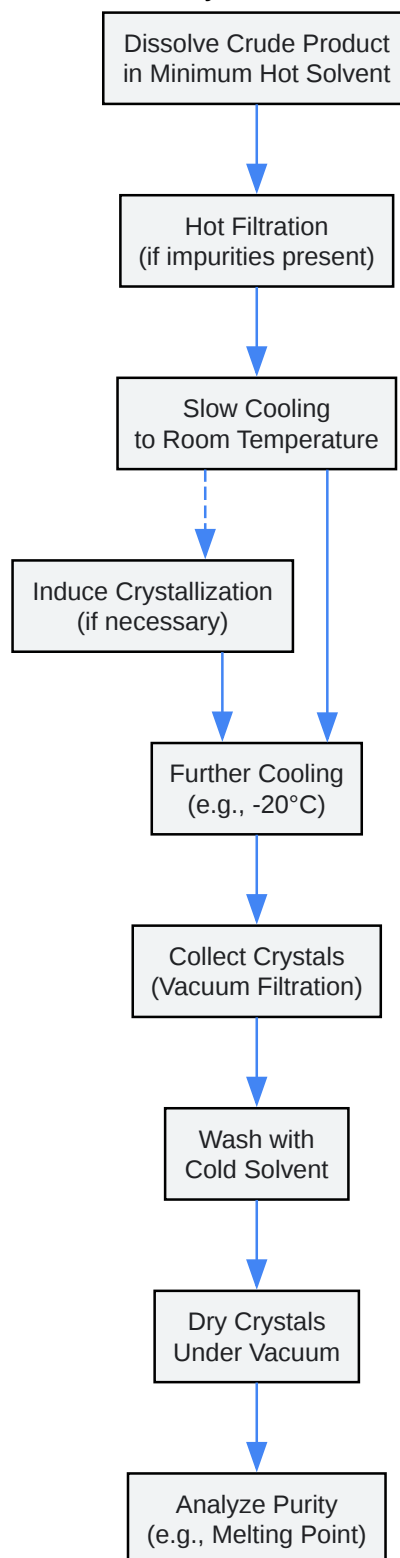 Dissolve Crude Product
in Minimum Hot Solvent
Hot Filtration
(if impurities present)
Slow Cooling
to Room Temperature
Induce Crystallization
(if necessary)
Further Cooling
(e.g., -20°C)
Collect Crystals
(Vacuum Filtration)
Wash with
Cold Solvent
Dry Crystals
Under Vacuum
Analyze Purity
(e.g., Melting Point)